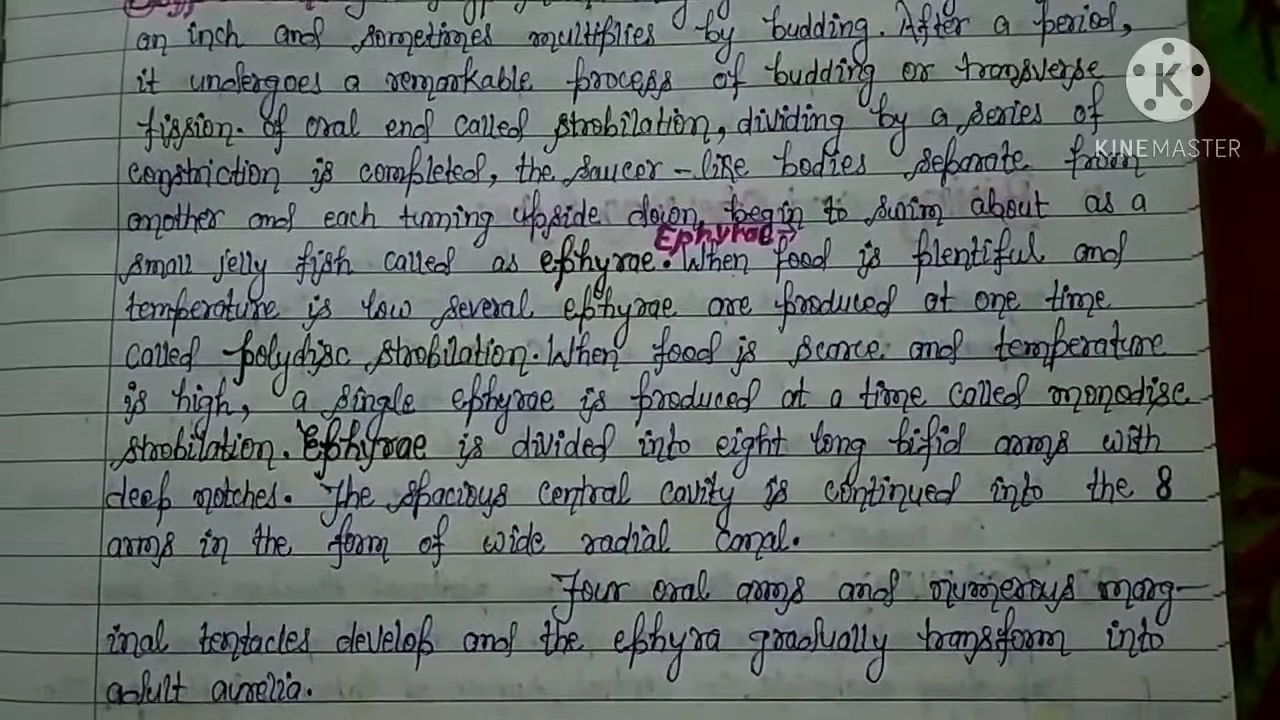 an inch and sometimes multiplies by budding. After a period,
it undergoes a remarkable process of budding or transverse
fission. of oral end called strobilation, dividing by a series of
constriction is completed, the saucer-like bodies separate from
another and each turning upside down, begin to swim about as a
Ephyrae→
small jelly fish called as ephyrae. When food is plentiful and
temperature is low several ephyrae are produced at one time
called polydisc strobilation. When food is scarce and temperature
is high, a single ephyrae is produced at a time called monodisc
strobilation. Ephyrae is divided into eight long bifid arms with
deep notches. The spacious central cavity is continued into the 8
arms in the form of wide radial canal.
Four oral arms and numerous marg-
inal tentacles develop and the ephyra gradually transform into
adult aurelia.
KINEMASTER